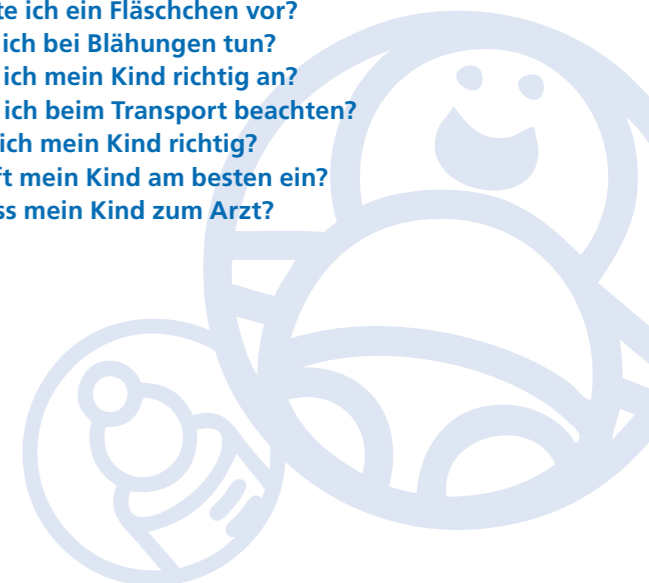 te ich ein Fläschchen vor?
ich bei Blähungen tun?
ich mein Kind richtig an?
ich beim Transport beachten?
ich mein Kind richtig?
ft mein Kind am besten ein?
ss mein Kind zum Arzt?